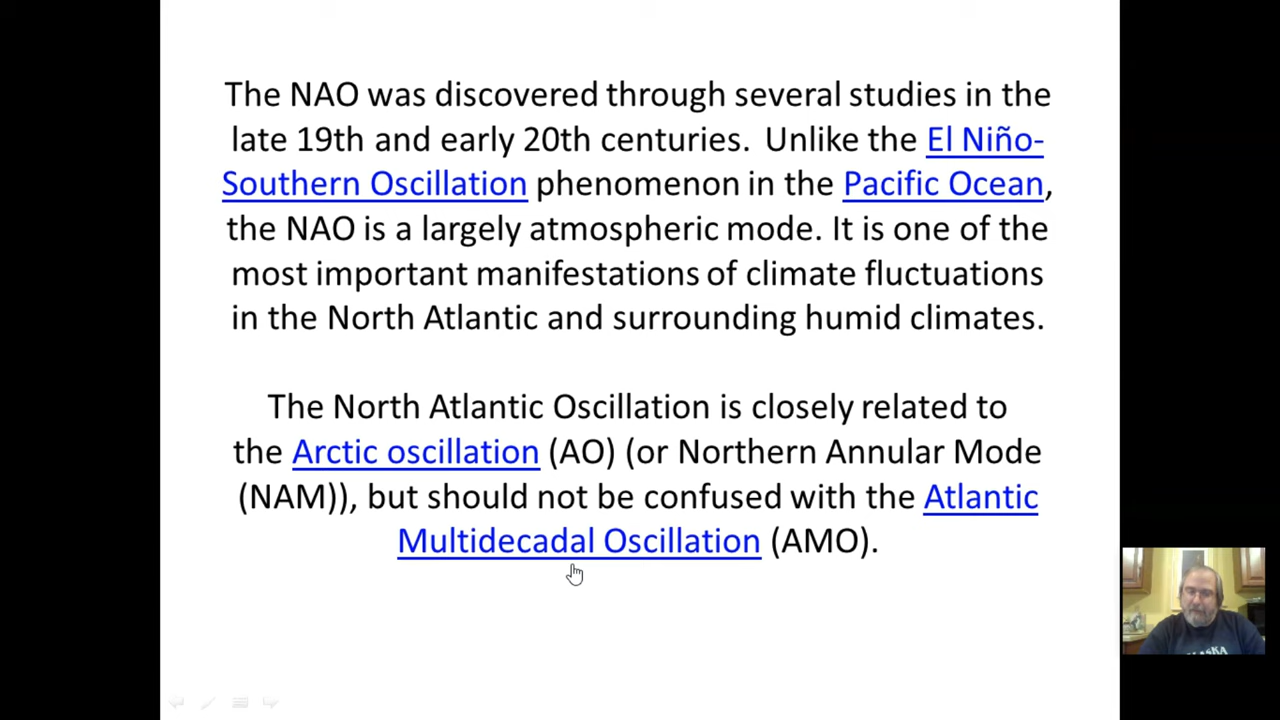 The NAO was discovered through several studies in the
late 19th and early 20th centuries. Unlike the El Niño-
Southern Oscillation phenomenon in the Pacific Ocean,
the NAO is a largely atmospheric mode. It is one of the
most important manifestations of climate fluctuations
in the North Atlantic and surrounding humid climates.
The North Atlantic Oscillation is closely related to
the Arctic oscillation (AO) (or Northern Annular Mode
(NAM)), but should not be confused with the Atlantic
Multidecadal Oscillation (AMO).